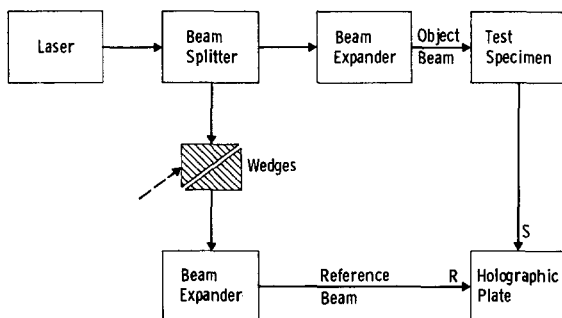 Laser
Beam
Splitter
Beam
Expander
Object
Beam
Test
Specimen
Wedges
S
Beam
Expander
Reference
Beam
R
Holographic
Plate